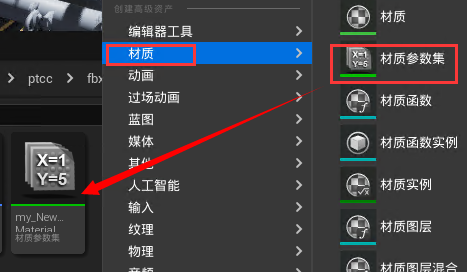 ptcc
fbx
X=1
Y=5
my_New...
Material...
材质参数集
创建高级资产
编辑器工具
材质
动画
过场动画
蓝图
媒体
其他
人工智能
输入
纹理
物理
音频
材质
X=1
Y=5
材质参数集
材质函数
材质函数实例
材质实例
材质图层
材质图层混合